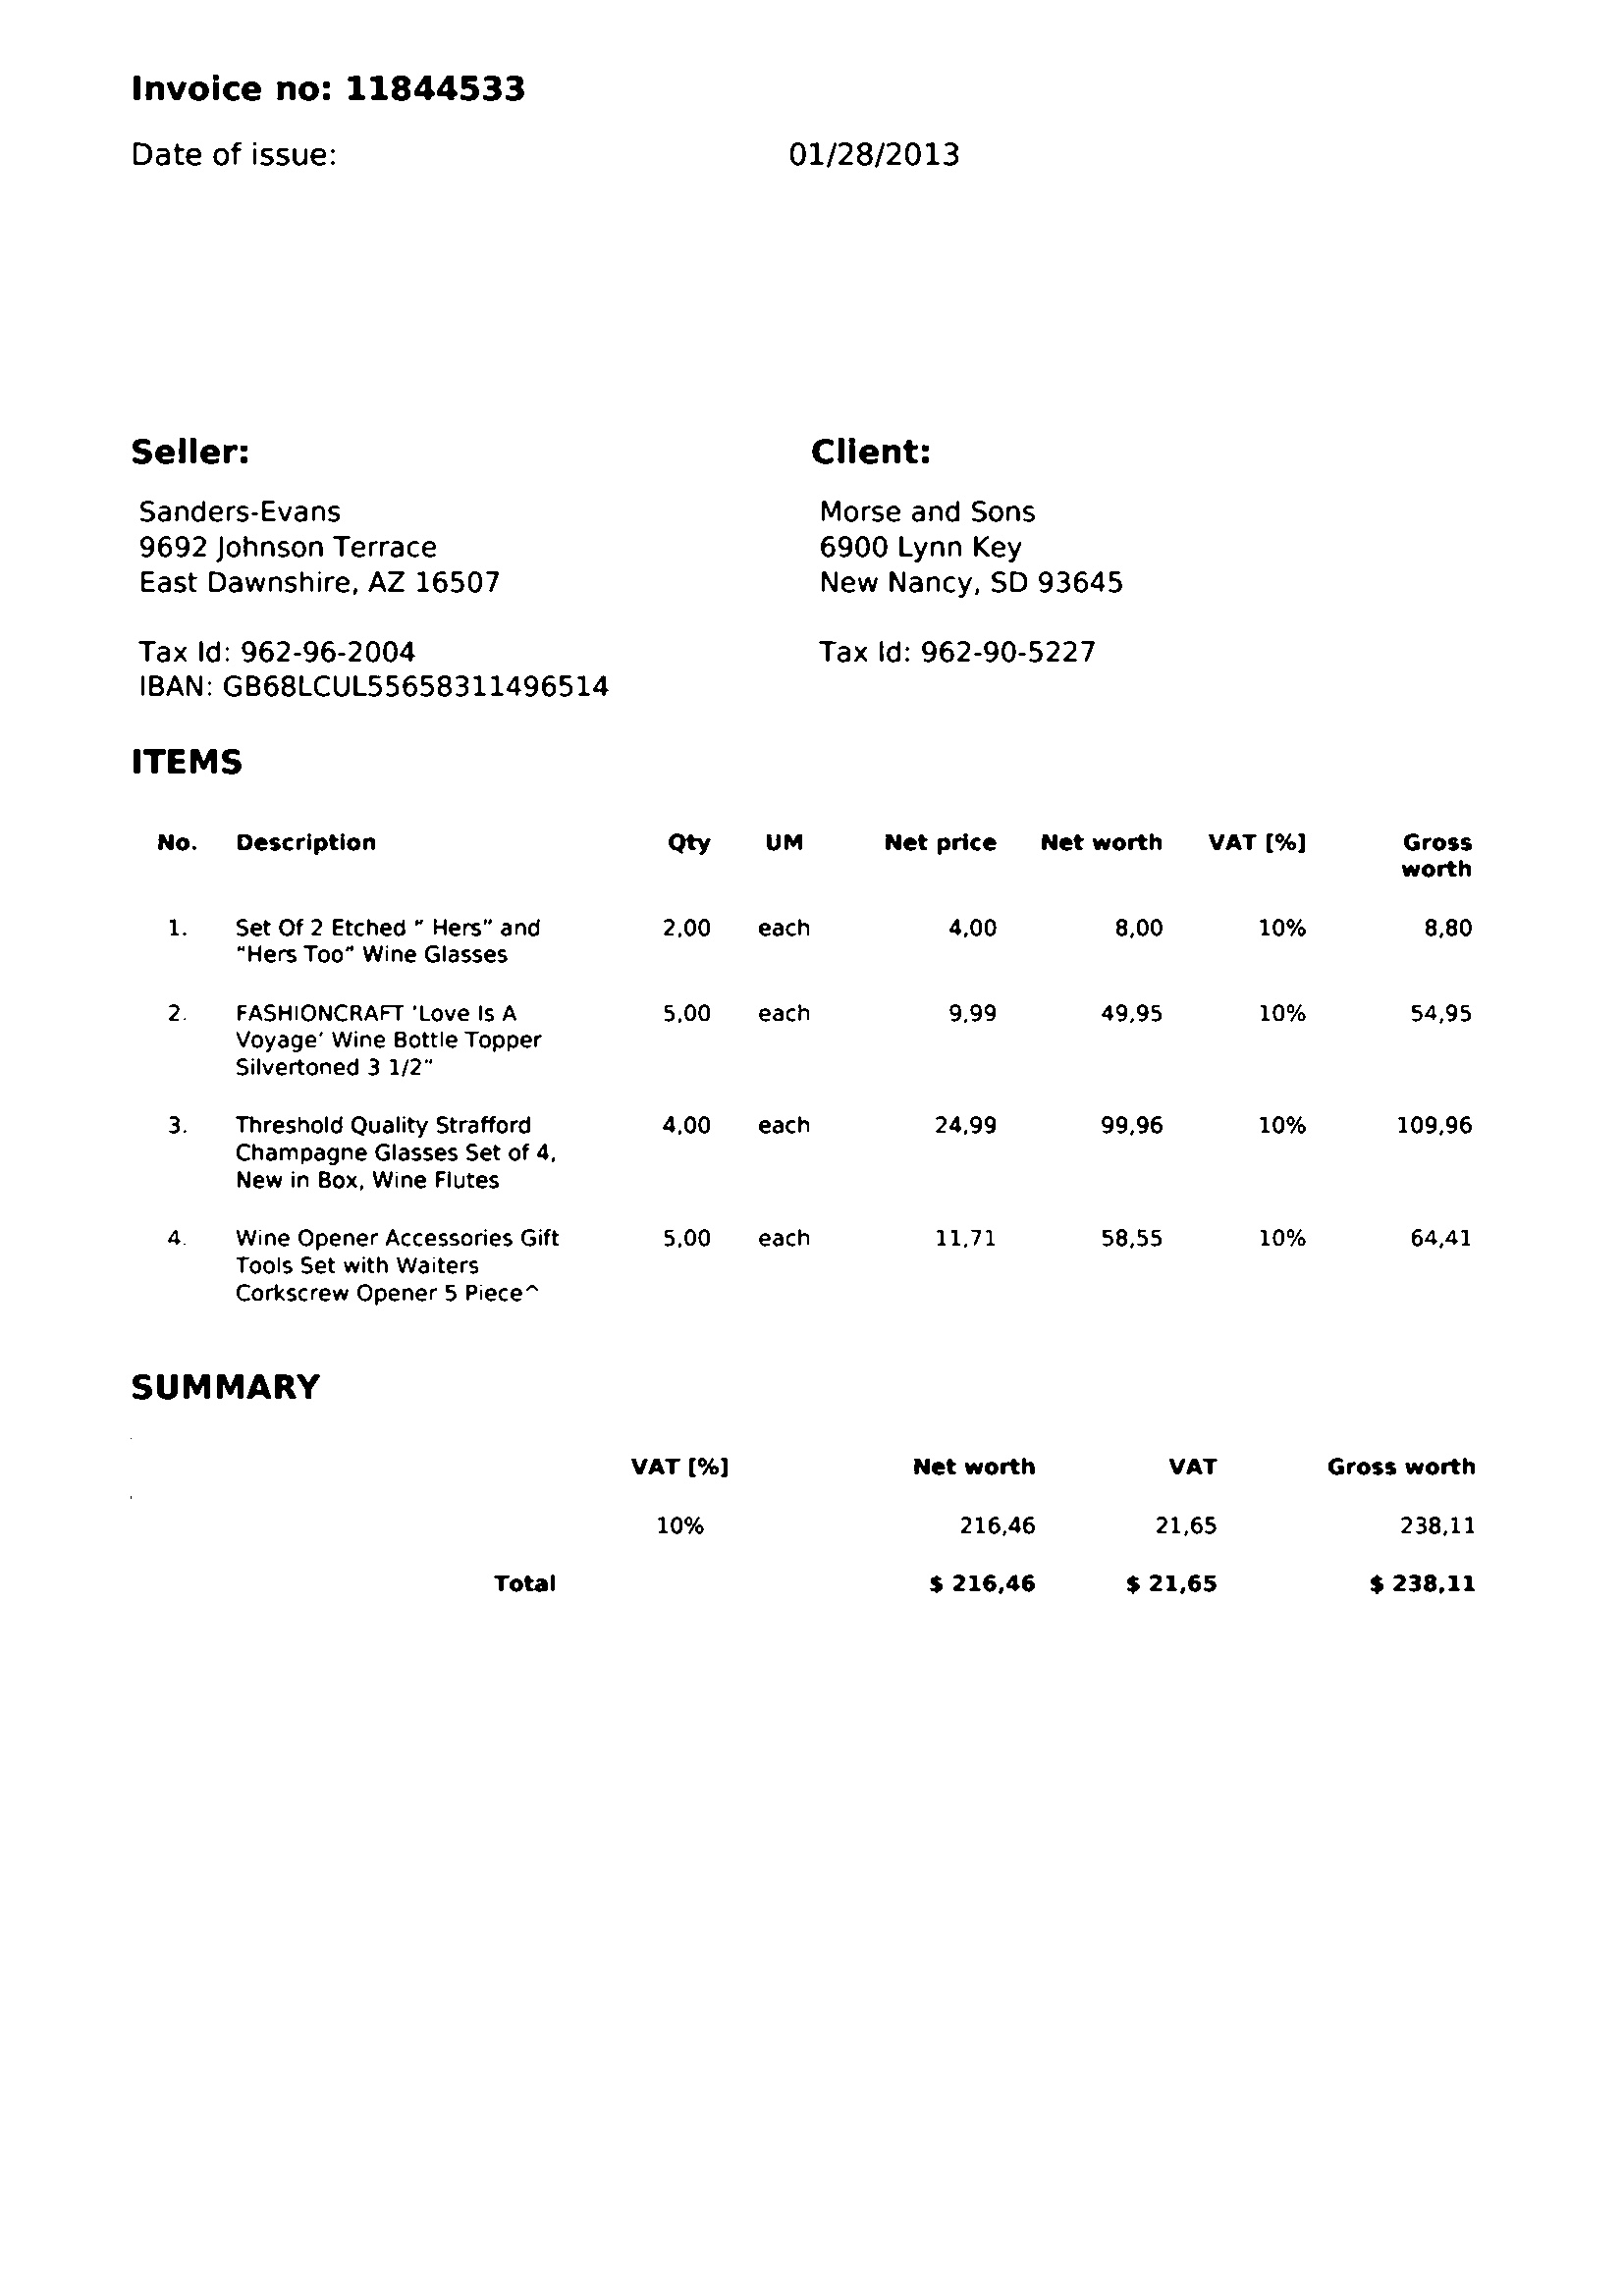 Invoice no: 11844533
Date of issue: 01/28/2013
Seller:
Sanders-Evans
9692 Johnson Terrace
East Dawnshire, AZ 16507
Tax Id: 962-96-2004
IBAN: GB68LCUL55658311496514
Client:
Morse and Sons
6900 Lynn Key
New Nancy, SD 93645
Tax Id: 962-90-5227
ITEMS
No. Description Qty UM Net price Net worth VAT [%] Gross
worth
1. Set Of 2 Etched " Hers" and 2,00 each 4,00 8,00 10% 8,80
"Hers Too" Wine Glasses
2. FASHIONCRAFT 'Love Is A 5,00 each 9,99 49,95 10% 54,95
Voyage' Wine Bottle Topper
Silvertoned 3 1/2"
3. Threshold Quality Strafford 4,00 each 24,99 99,96 10% 109,96
Champagne Glasses Set of 4,
New in Box, Wine Flutes
4. Wine Opener Accessories Gift 5,00 each 11,71 58,55 10% 64,41
Tools Set with Waiters
Corkscrew Opener 5 Piece^
SUMMARY
VAT [%] Net worth VAT Gross worth
10% 216,46 21,65 238,11
Total $ 216,46 $ 21,65 $ 238,11